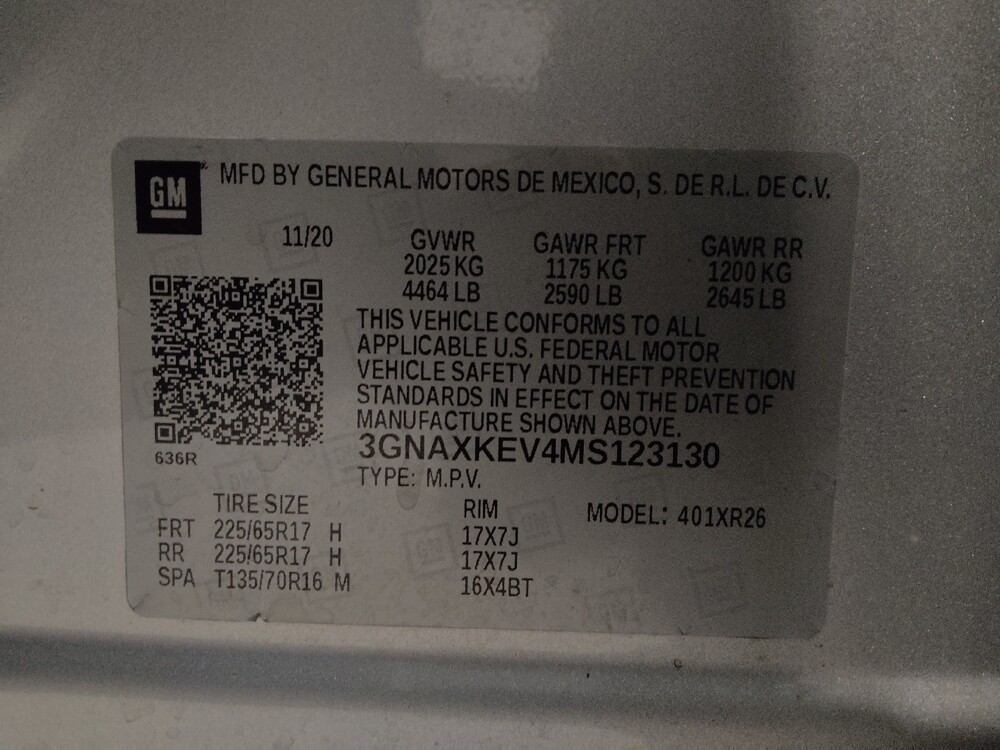 GM MFD BY GENERAL MOTORS DE MEXICO, S. DE R.L. DE C.V.
11/20 GVWR GAWR FRT GAWR RR
2025 KG 1175 KG 1200 KG
4464 LB 2590 LB 2645 LB
THIS VEHICLE CONFORMS TO ALL
APPLICABLE U.S. FEDERAL MOTOR
VEHICLE SAFETY AND THEFT PREVENTION
STANDARDS IN EFFECT ON THE DATE OF
MANUFACTURE SHOWN ABOVE.
636R 3GNAXKEV4MS123130
TYPE: M.P.V.
TIRE SIZE RIM MODEL: 401XR26
FRT 225/65R17 H 17X7J
RR 225/65R17 H 17X7J
SPA T135/70R16 M 16X4BT